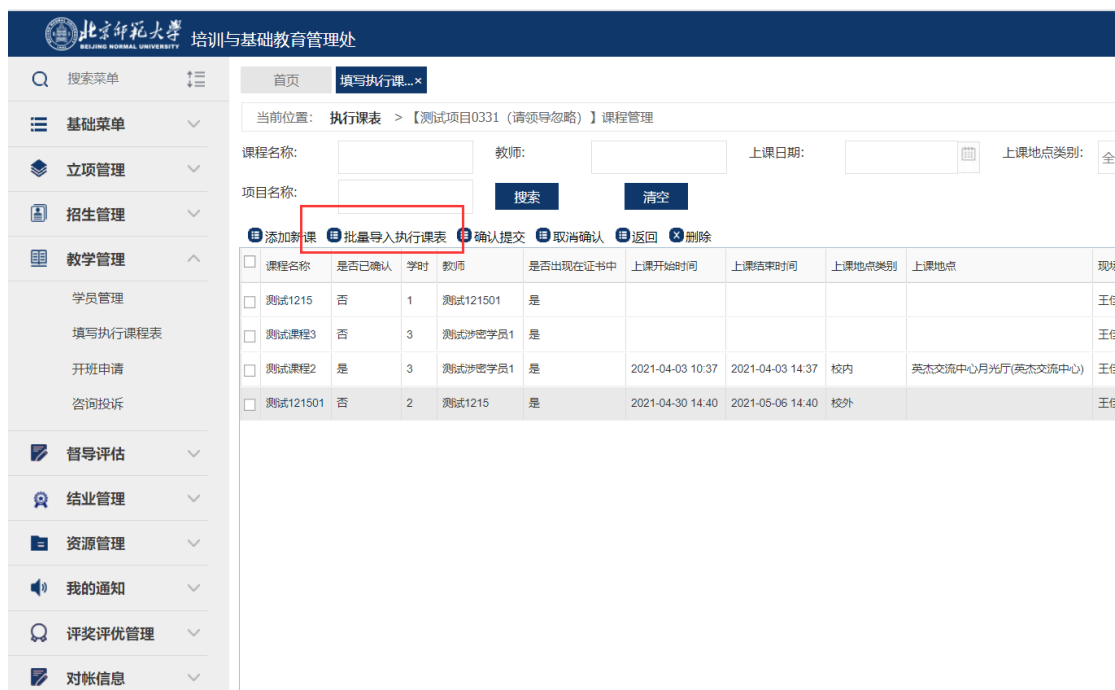 北京师范大学
BEIJING NORMAL UNIVERSITY
培训与基础教育管理处
搜索菜单
首页 填写执行课...×
基础菜单
立项管理
招生管理
教学管理
学员管理
填写执行课程表
开班申请
咨询投诉
督导评估
结业管理
资源管理
我的通知
评奖评优管理
对帐信息
当前位置: 执行课表 > 【测试项目0331(请领导忽略)】课程管理
课程名称: 教师: 上课日期: 上课地点类别: 全
项目名称: 搜索 清空
添加新课 批量导入执行课表 确认提交 取消确认 返回 删除
课程名称 是否已确认 学时 教师 是否出现在证书中 上课开始时间 上课结束时间 上课地点类别 上课地点 现场
测试1215 否 1 测试121501 是 王佳
测试课程3 否 3 测试涉密学员1 是 王佳
测试课程2 是 3 测试涉密学员1 是 2021-04-03 10:37 2021-04-03 14:37 校内 英杰交流中心月光厅(英杰交流中心) 王佳
测试121501 否 2 测试1215 是 2021-04-30 14:40 2021-05-06 14:40 校外 王佳